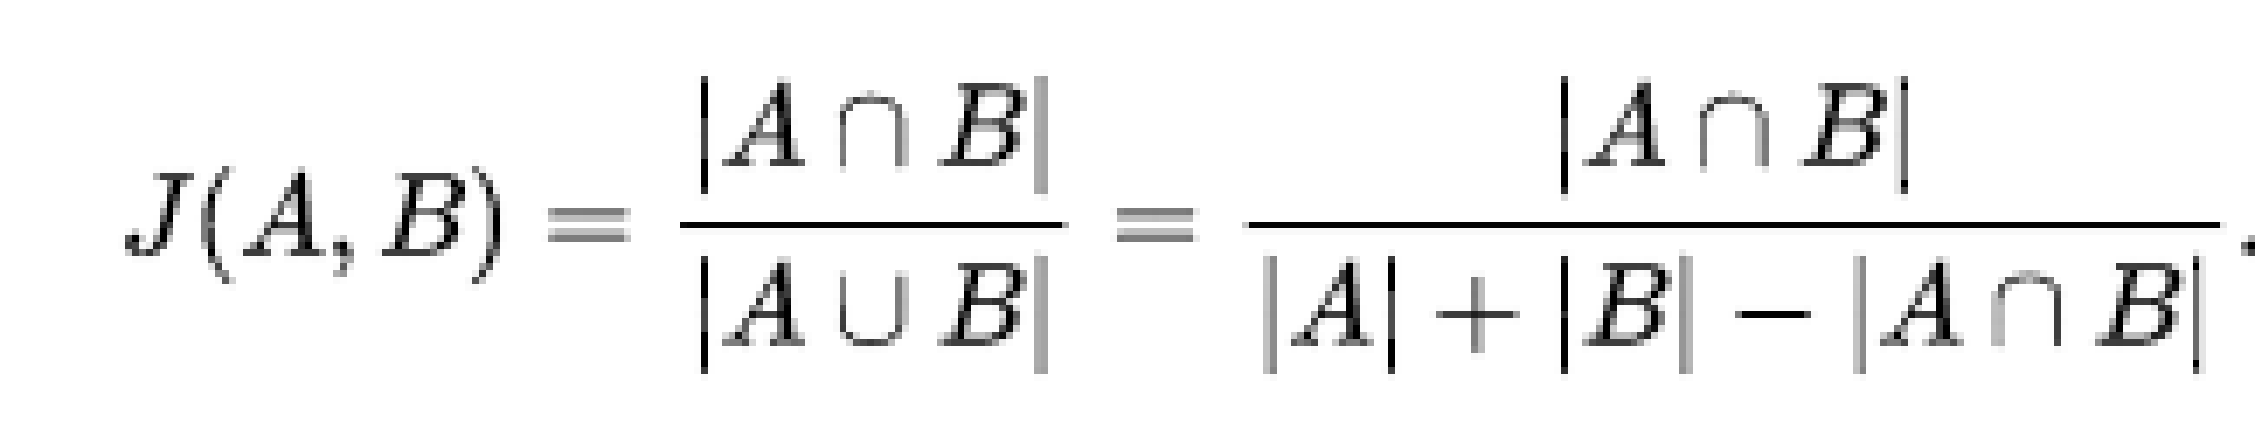 J(A, B) = |A ∩ B| / |A ∪ B| = |A ∩ B| / (|A| + |B| − |A ∩ B|).